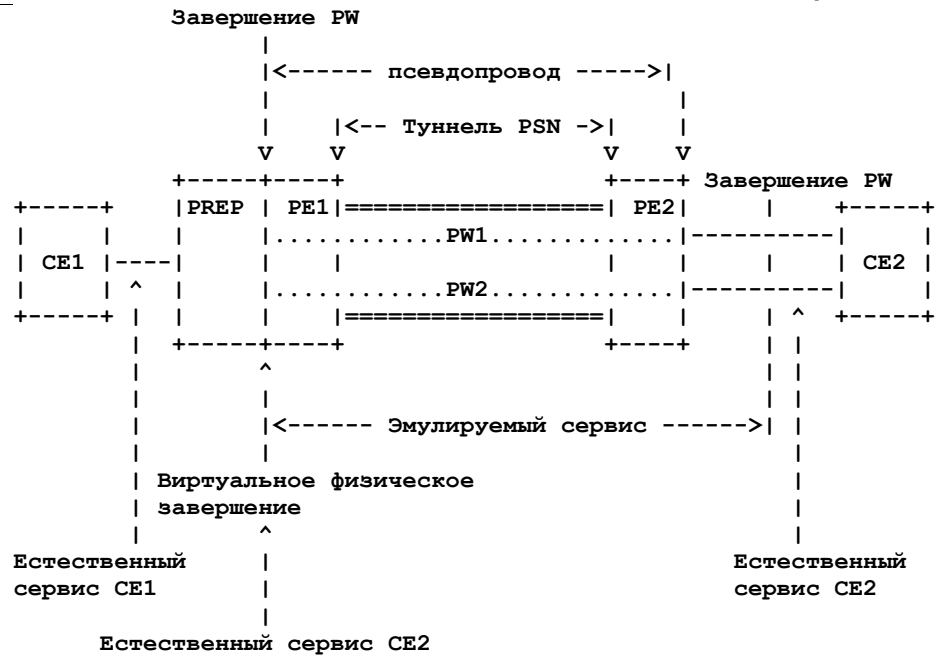 Завершение PW
|
|<------ псевдопровод ----->|
| |
| |<-- Туннель PSN ->| |
V V V V
+-----+----+ +----+ Завершение PW
+-----+ |PREP | PE1|==================| PE2| | +-----+
| | | |............PW1.............|----------| |
| CE1 |----| | | | | | | CE2 |
| | ^ | |............PW2.............|----------| |
+-----+ | | | |==================| | | ^ +-----+
| +-----+----+ +----+ | |
| ^ | |
| | | |
| |<------ Эмулируемый сервис ------>| |
| | |
| Виртуальное физическое |
| завершение |
| ^ |
Естественный | Естественный
сервис CE1 | сервис CE2
|
Естественный сервис CE2